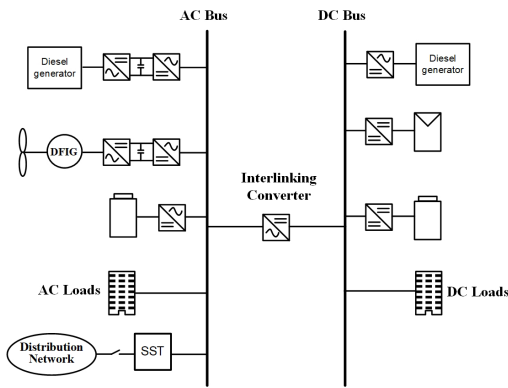 AC Bus
DC Bus
Diesel
generator
Diesel
generator
DFIG
Interlinking
Converter
AC Loads
DC Loads
Distribution
Network
SST